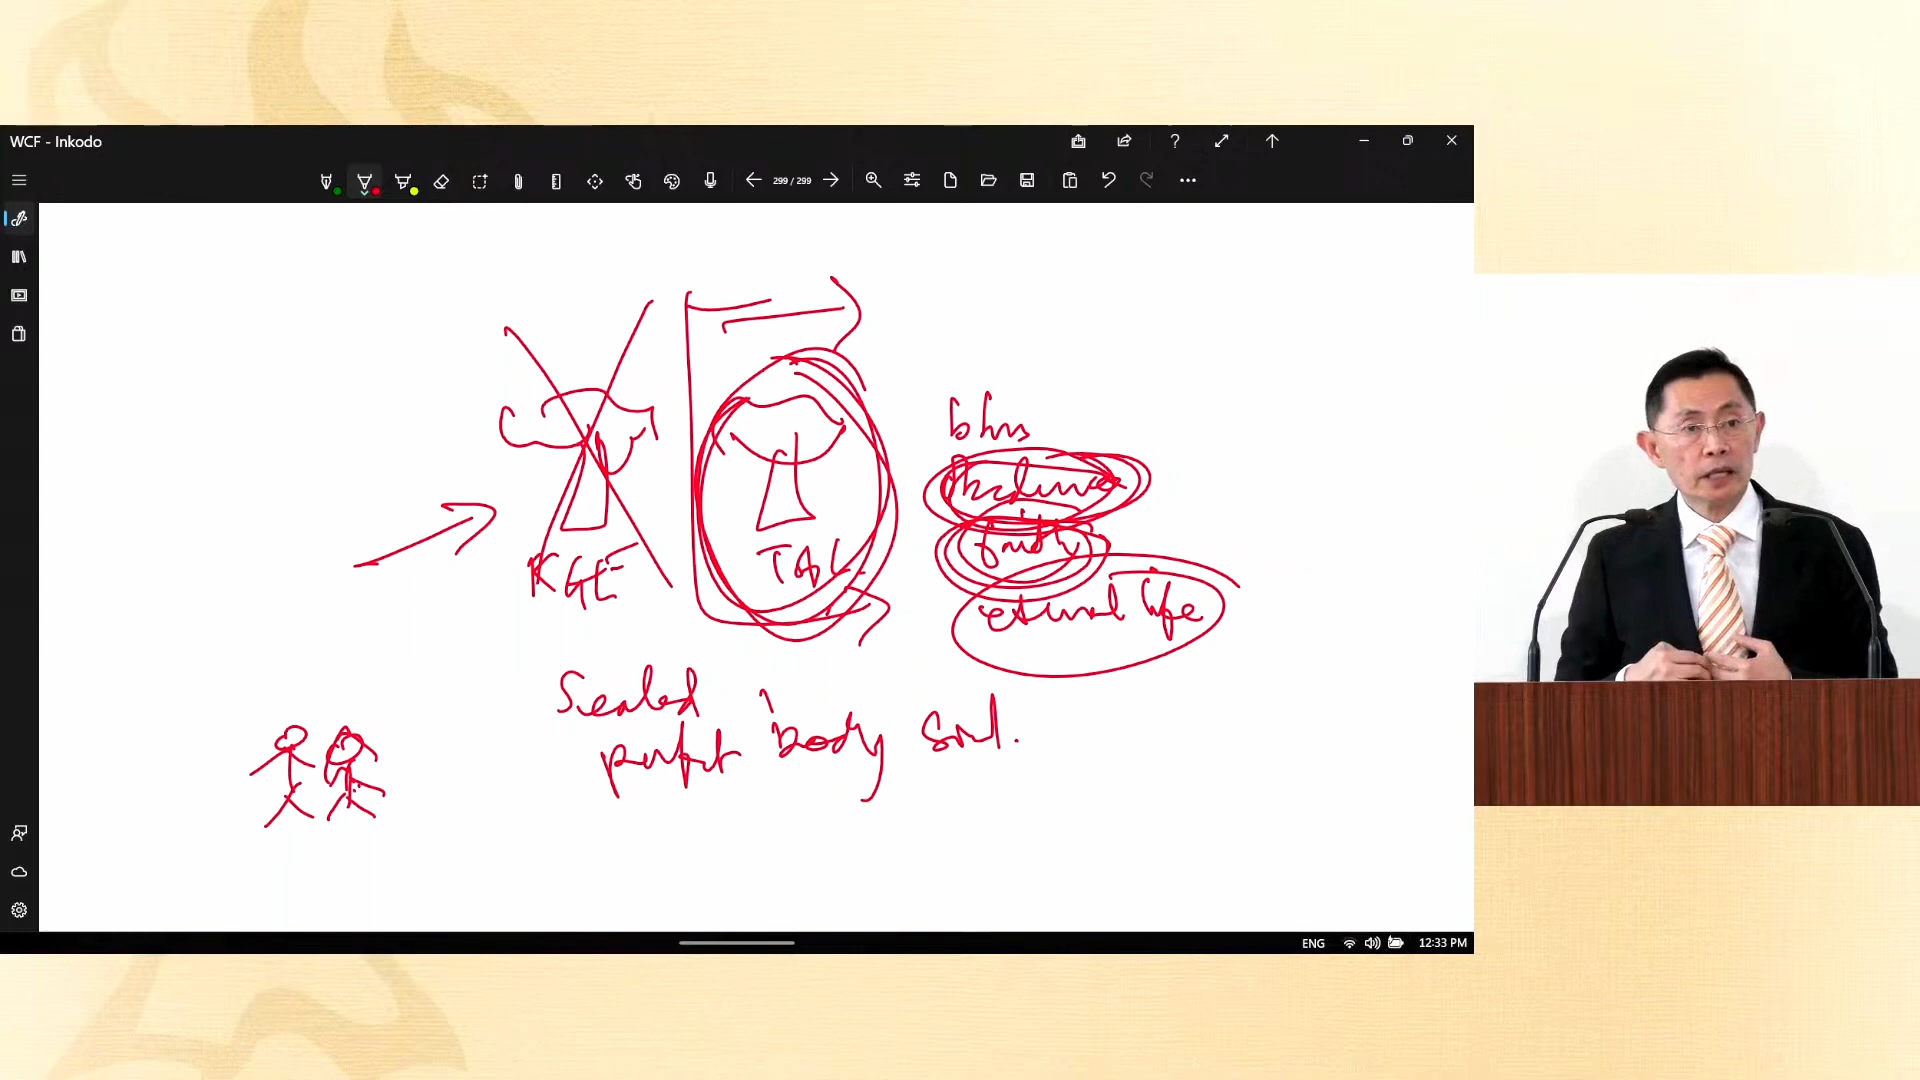 WCF - Inkodo
299 / 299
KGE
TofL
6 hrs
Obedience
faith
eternal life
Sealed
perfect body soul.
ENG
12:33 PM